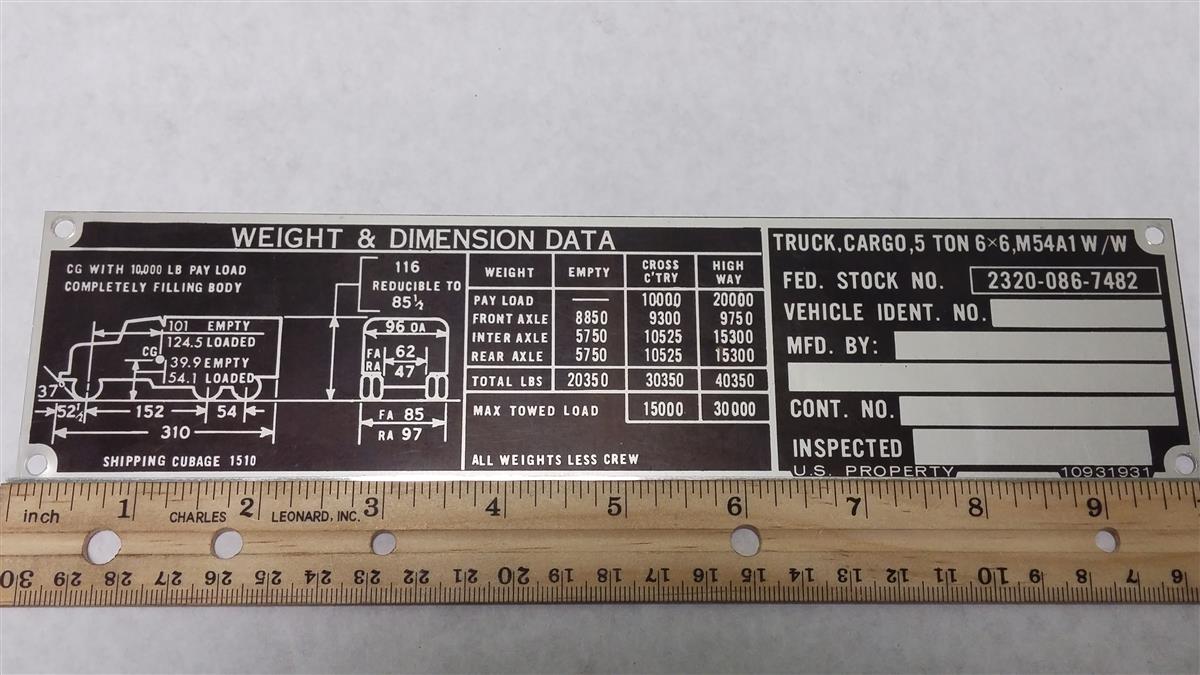 WEIGHT & DIMENSION DATA
CG WITH 10,000 LB PAY LOAD
COMPLETELY FILLING BODY
116
REDUCIBLE TO
85½
101 EMPTY
124.5 LOADED
CG
39.9 EMPTY
54.1 LOADED
37°
52½ 152 54
310
SHIPPING CUBAGE 1510
96 OA
FA 62
RA 47
FA 85
RA 97
WEIGHT EMPTY CROSS C'TRY HIGH WAY
PAY LOAD — 10000 20000
FRONT AXLE 8850 9300 9750
INTER AXLE 5750 10525 15300
REAR AXLE 5750 10525 15300
TOTAL LBS 20350 30350 40350
MAX TOWED LOAD 15000 30000
ALL WEIGHTS LESS CREW
TRUCK,CARGO,5 TON 6×6,M54A1 W/W
FED. STOCK NO. 2320-086-7482
VEHICLE IDENT. NO.
MFD. BY:
CONT. NO.
INSPECTED
U.S. PROPERTY 10931931
inch 1 2 3 4 5 6 7 8 9
CHARLES LEONARD, INC.
30 29 28 27 26 25 24 23 22 21 20 19 18 17 16 15 14 13 12 11 10 9 8 7 6